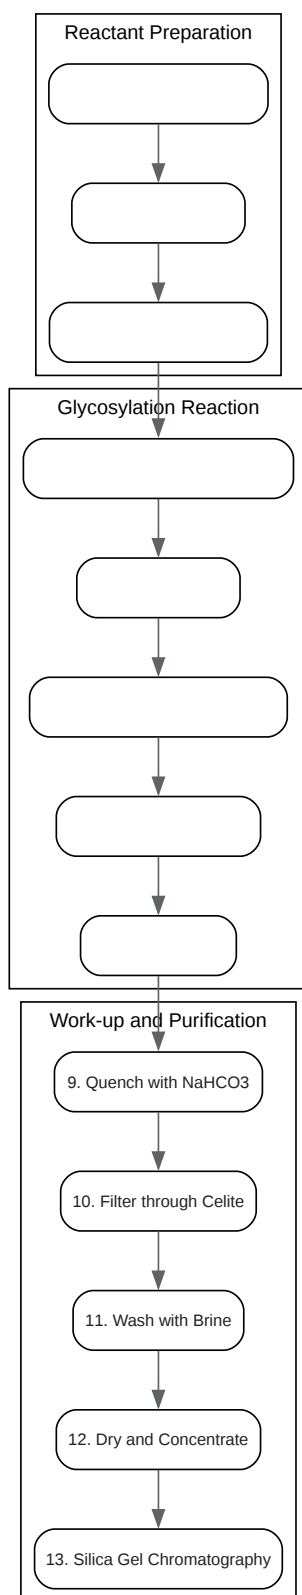 Reactant Preparation
Glycosylation Reaction
Work-up and Purification
9. Quench with NaHCO3
10. Filter through Celite
11. Wash with Brine
12. Dry and Concentrate
13. Silica Gel Chromatography